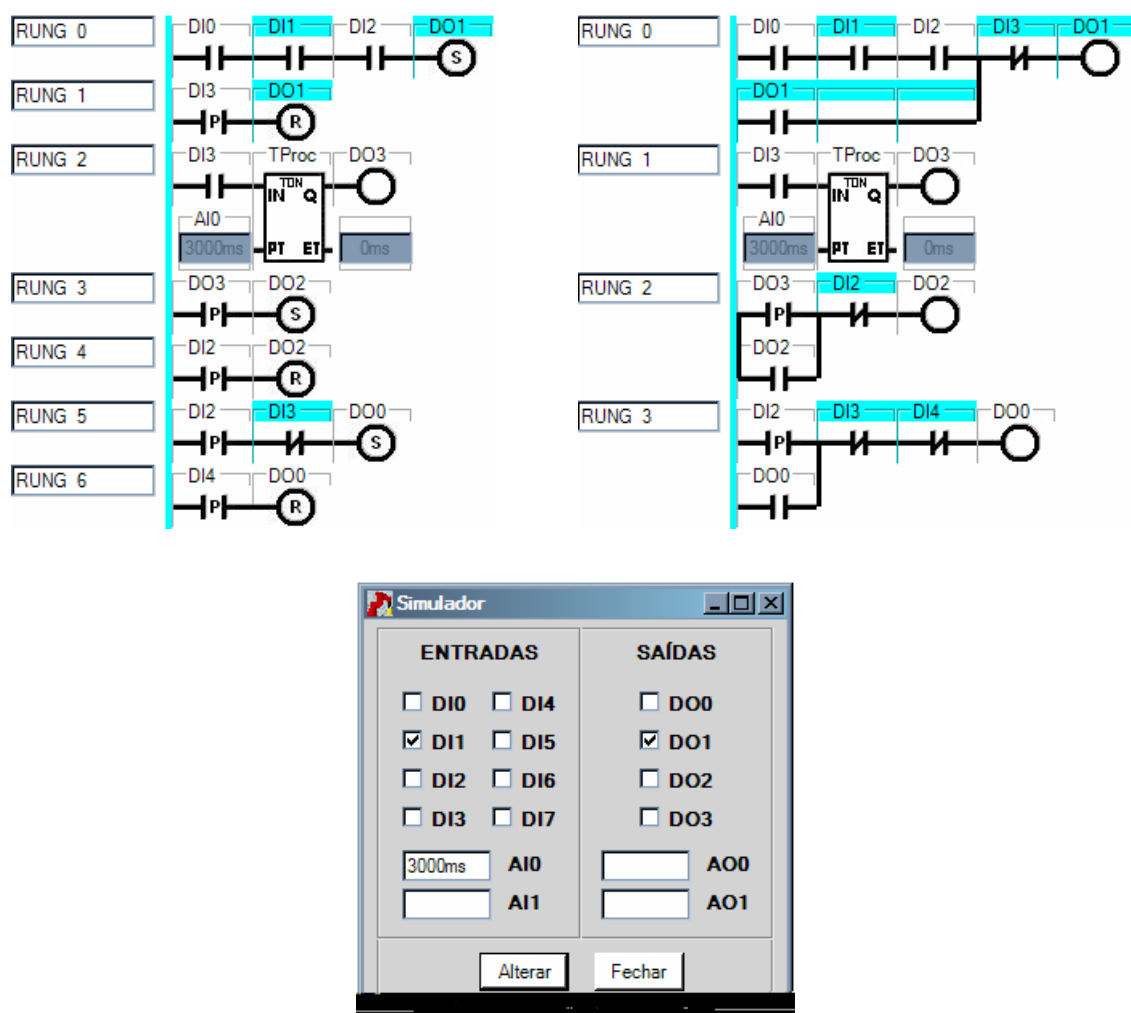 RUNG 0 DI0 DI1 DI2 DO1
S
RUNG 1 DI3 DO1
P R
RUNG 2 DI3 TProc DO3
TON
IN Q
AI0
3000ms PT ET 0ms
RUNG 3 DO3 DO2
P S
RUNG 4 DI2 DO2
P R
RUNG 5 DI2 DI3 DO0
P S
RUNG 6 DI4 DO0
P R
RUNG 0 DI0 DI1 DI2 DI3 DO1
DO1
RUNG 1 DI3 TProc DO3
TON
IN Q
AI0
3000ms PT ET 0ms
RUNG 2 DO3 DI2 DO2
P
DO2
RUNG 3 DI2 DI3 DI4 DO0
P
DO0
Simulador
ENTRADAS SAÍDAS
DI0 DI4 DO0
DI1 DI5 DO1
DI2 DI6 DO2
DI3 DI7 DO3
3000ms AI0 AO0
AI1 AO1
Alterar Fechar